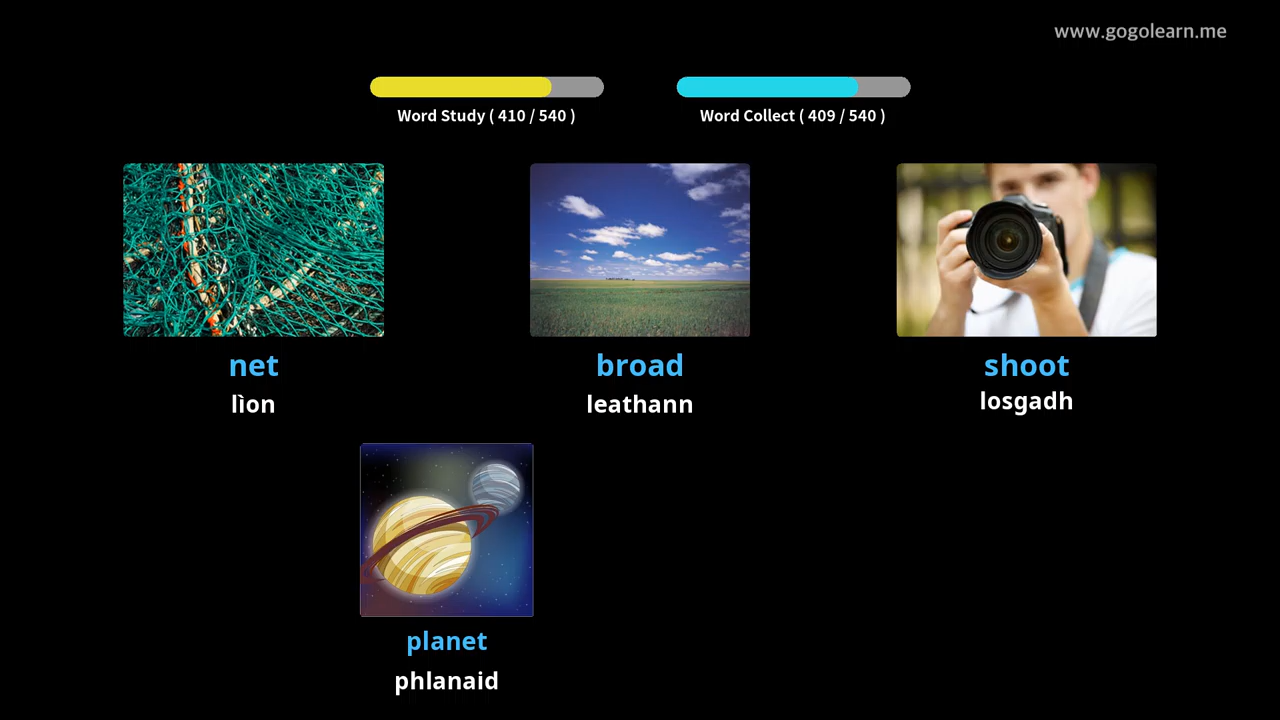 www.gogolearn.me
Word Study ( 410 / 540 )
Word Collect ( 409 / 540 )
net
lìon
broad
leathann
shoot
losgadh
planet
phlanaid